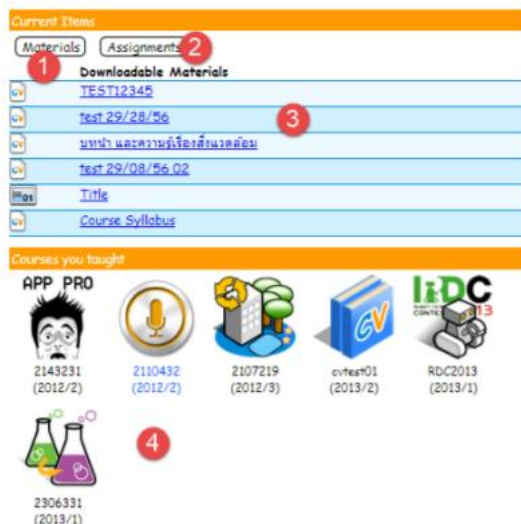 Current Items
Materials Assignments 2
1
Downloadable Materials
TEST12345
test 29/28/56
3
บทนำ และความรู้เรื่องสิ่งแวดล้อม
test 29/08/56 02
01 Title
Course Syllabus
Courses you taught
APP PRO
2143231
(2012/2)
2110432
(2012/2)
2107219
(2012/3)
CV
cvtest01
(2013/2)
RDC2013
(2013/1)
4
2306331
(2013/1)